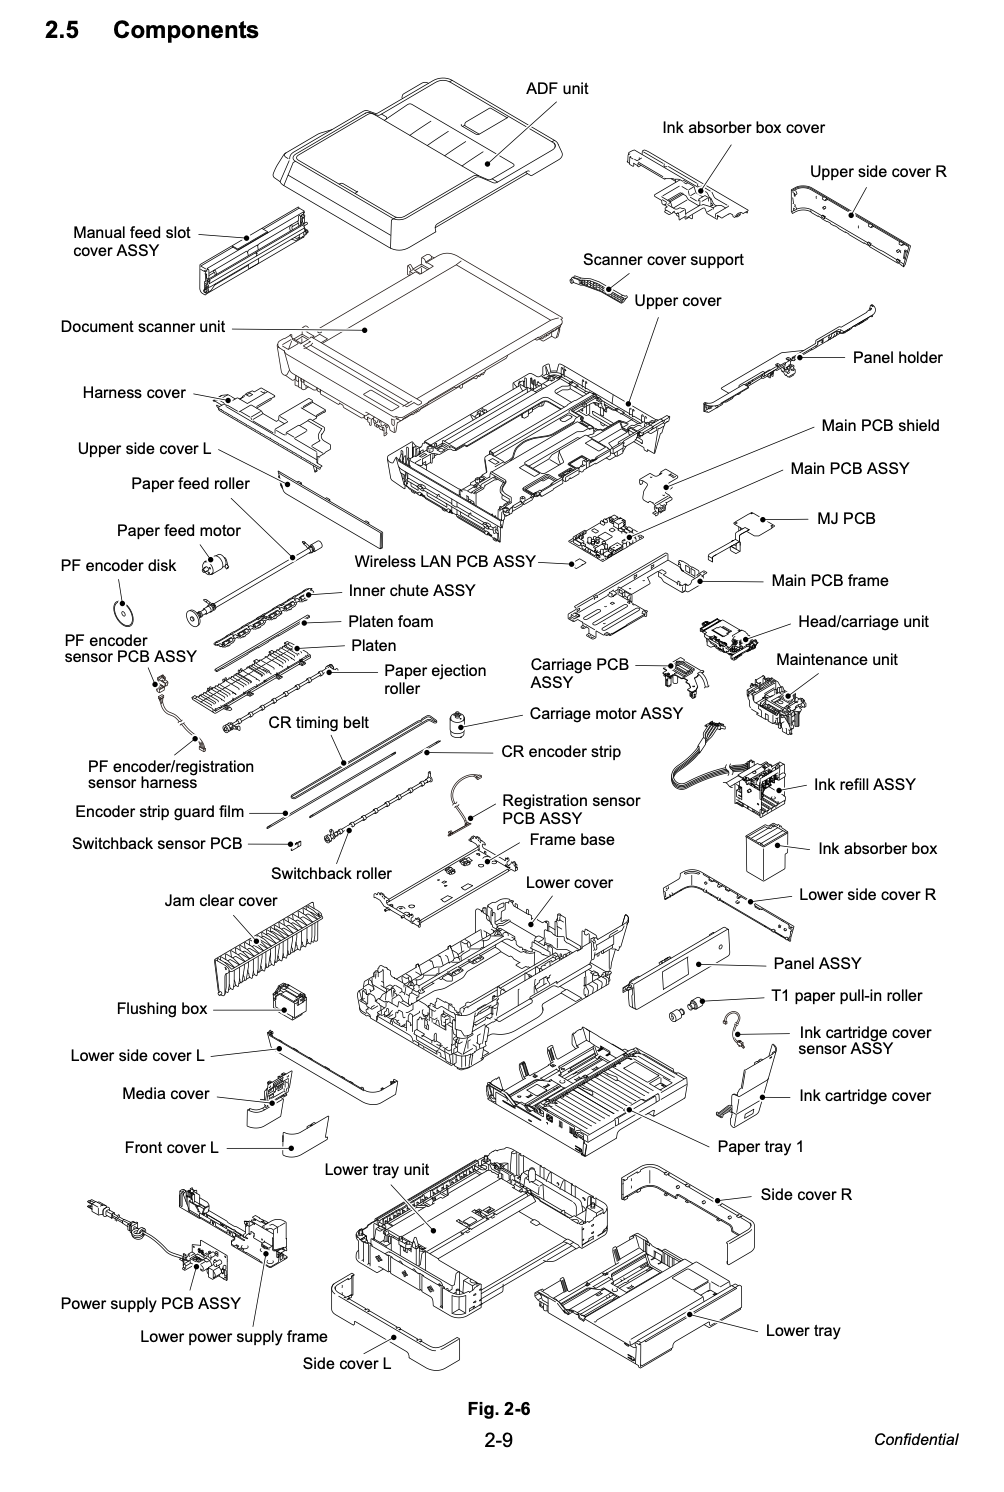 2.5 Components
ADF unit
Ink absorber box cover
Upper side cover R
Manual feed slot
cover ASSY
Scanner cover support
Upper cover
Document scanner unit
Panel holder
Harness cover
Main PCB shield
Upper side cover L
Main PCB ASSY
Paper feed roller
MJ PCB
Paper feed motor
Wireless LAN PCB ASSY
PF encoder disk
Main PCB frame
Inner chute ASSY
Platen foam
Head/carriage unit
PF encoder
sensor PCB ASSY
Platen
Carriage PCB
ASSY
Maintenance unit
Paper ejection
roller
Carriage motor ASSY
CR timing belt
CR encoder strip
PF encoder/registration
sensor harness
Ink refill ASSY
Encoder strip guard film
Registration sensor
PCB ASSY
Switchback sensor PCB
Frame base
Ink absorber box
Switchback roller
Lower cover
Lower side cover R
Jam clear cover
Panel ASSY
T1 paper pull-in roller
Flushing box
Ink cartridge cover
sensor ASSY
Lower side cover L
Media cover
Ink cartridge cover
Front cover L
Paper tray 1
Lower tray unit
Side cover R
Power supply PCB ASSY
Lower power supply frame
Lower tray
Side cover L
Fig. 2-6
2-9
Confidential